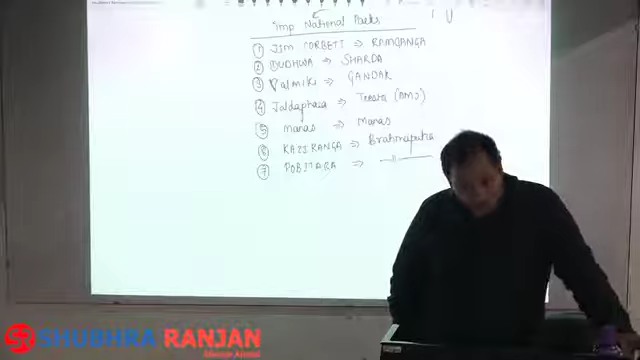 Imp National Parks
① JIM CORBETT ⇒ RAMGANGA
② DUDHWA ⇒ SHARDA
③ Valmiki ⇒ GANDAK
④ Jaldaphara ⇒ Teesta
⑤ manas ⇒ Manas
⑥ KAZIRANGA ⇒ Brahmaputra
⑦ POBITARA ⇒ —〃—
SHUBHRA RANJAN